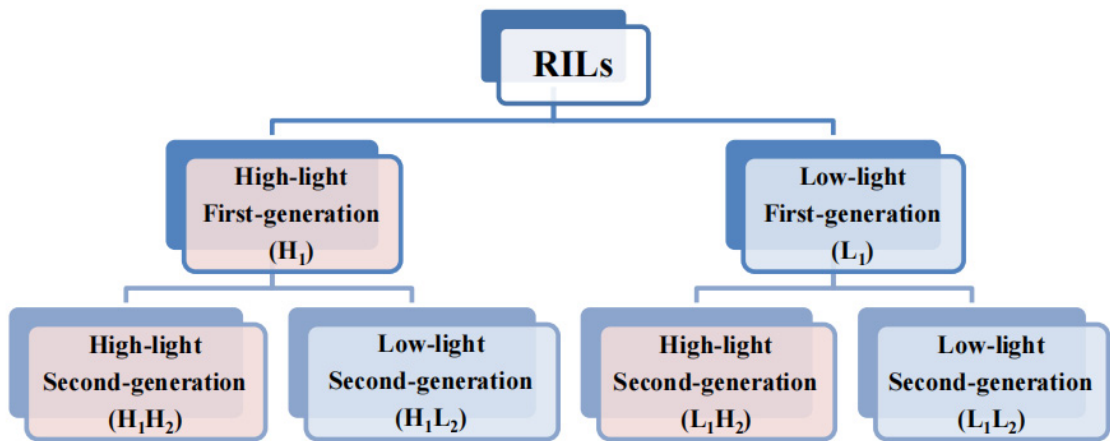 RILs
High-light
First-generation
(H₁)
Low-light
First-generation
(L₁)
High-light
Second-generation
(H₁H₂)
Low-light
Second-generation
(H₁L₂)
High-light
Second-generation
(L₁H₂)
Low-light
Second-generation
(L₁L₂)